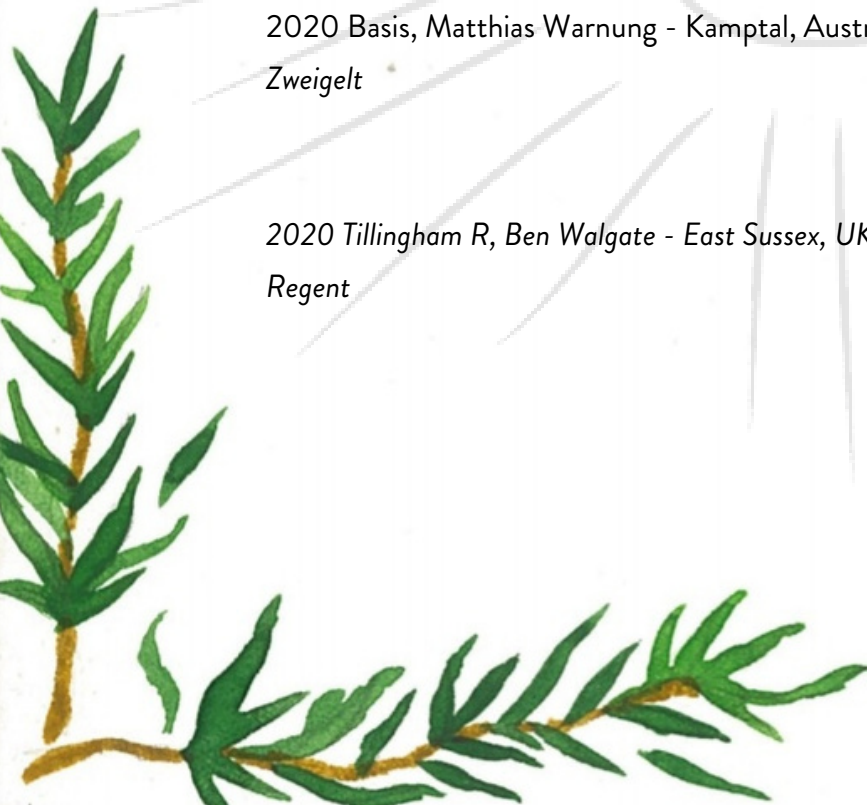 2020 Basis, Matthias Warnung - Kamptal, Austr
Zweigelt
2020 Tillingham R, Ben Walgate - East Sussex, UK
Regent